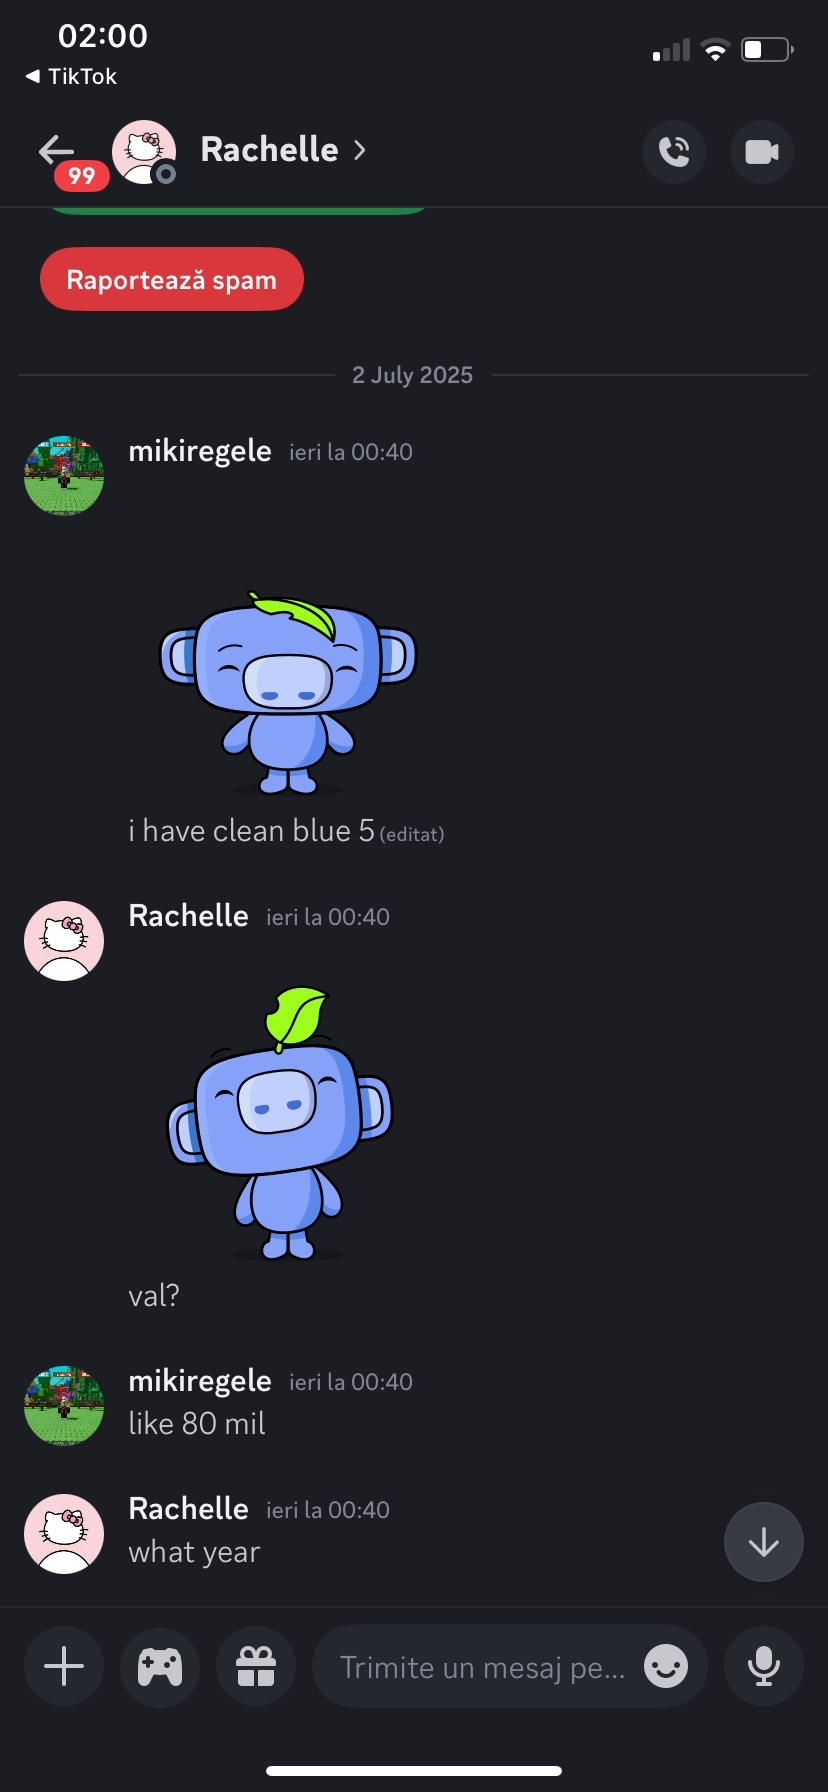 02:00
◀ TikTok
99
Rachelle >
Raportează spam
2 July 2025
mikiregele ieri la 00:40
i have clean blue 5 (editat)
Rachelle ieri la 00:40
val?
mikiregele ieri la 00:40
like 80 mil
Rachelle ieri la 00:40
what year
Trimite un mesaj pe...